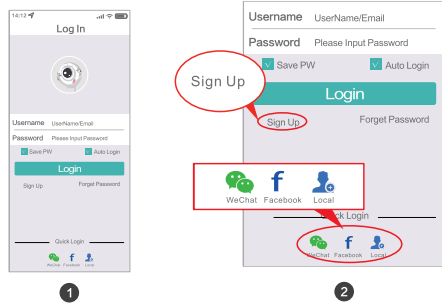 14:12
Log In
Username UserName/Email
Password Please Input Password
Save PW Auto Login
Login
Sign Up Forget Password
Quick Login
WeChat Facebook Local
1
Username UserName/Email
Password Please Input Password
Save PW Auto Login
Sign Up
Login
Sign Up Forget Password
WeChat Facebook Local
Quick Login
WeChat Facebook Local
2